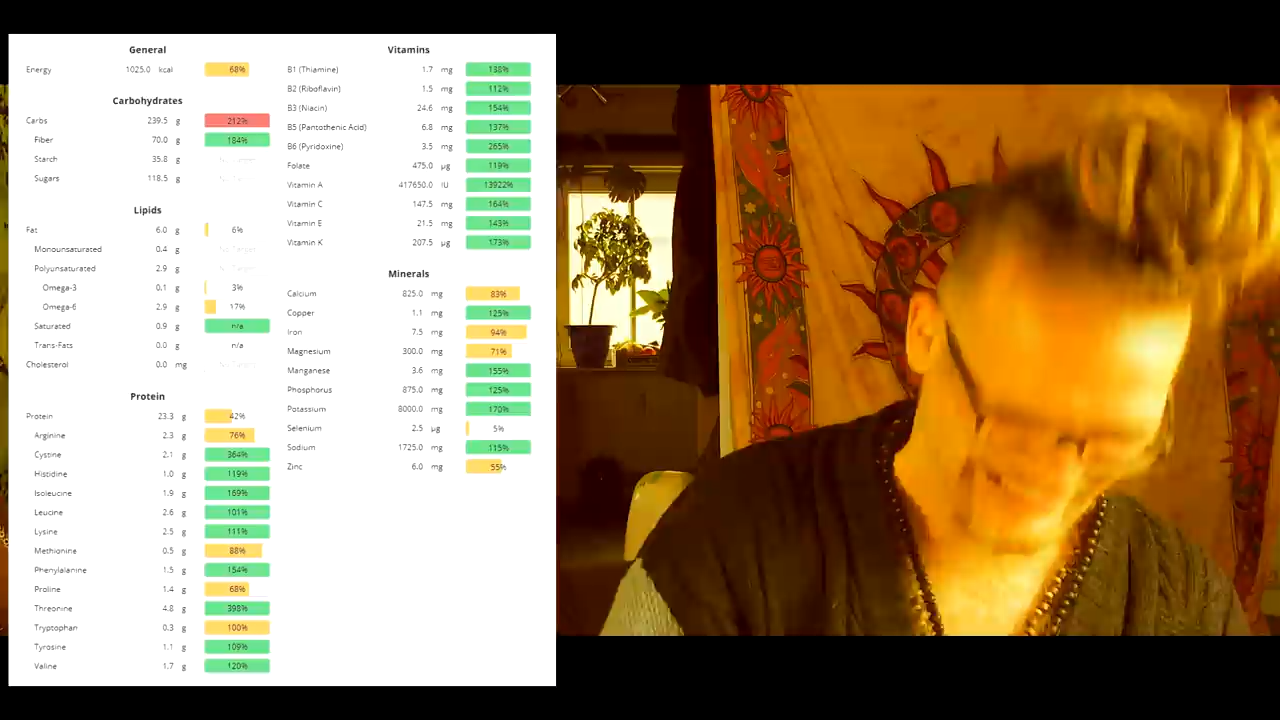 General
Energy 1025.0 kcal 68%
Carbohydrates
Carbs 239.5 g 212%
Fiber 70.0 g 184%
Starch 35.8 g No Target
Sugars 118.5 g No Target
Lipids
Fat 6.0 g 6%
Monounsaturated 0.4 g No Target
Polyunsaturated 2.9 g No Target
Omega-3 0.1 g 3%
Omega-6 2.9 g 17%
Saturated 0.9 g n/a
Trans-Fats 0.0 g n/a
Cholesterol 0.0 mg No Target
Protein
Protein 23.3 g 42%
Arginine 2.3 g 76%
Cystine 2.1 g 364%
Histidine 1.0 g 119%
Isoleucine 1.9 g 169%
Leucine 2.6 g 101%
Lysine 2.5 g 111%
Methionine 0.5 g 88%
Phenylalanine 1.5 g 154%
Proline 1.4 g 68%
Threonine 4.8 g 398%
Tryptophan 0.3 g 100%
Tyrosine 1.1 g 109%
Valine 1.7 g 120%
Vitamins
B1 (Thiamine) 1.7 mg 138%
B2 (Riboflavin) 1.5 mg 112%
B3 (Niacin) 24.6 mg 154%
B5 (Pantothenic Acid) 6.8 mg 137%
B6 (Pyridoxine) 3.5 mg 265%
Folate 475.0 µg 119%
Vitamin A 417650.0 IU 13922%
Vitamin C 147.5 mg 164%
Vitamin E 21.5 mg 143%
Vitamin K 207.5 µg 173%
Minerals
Calcium 825.0 mg 83%
Copper 1.1 mg 125%
Iron 7.5 mg 94%
Magnesium 300.0 mg 71%
Manganese 3.6 mg 155%
Phosphorus 875.0 mg 125%
Potassium 8000.0 mg 170%
Selenium 2.5 µg 5%
Sodium 1725.0 mg 115%
Zinc 6.0 mg 55%